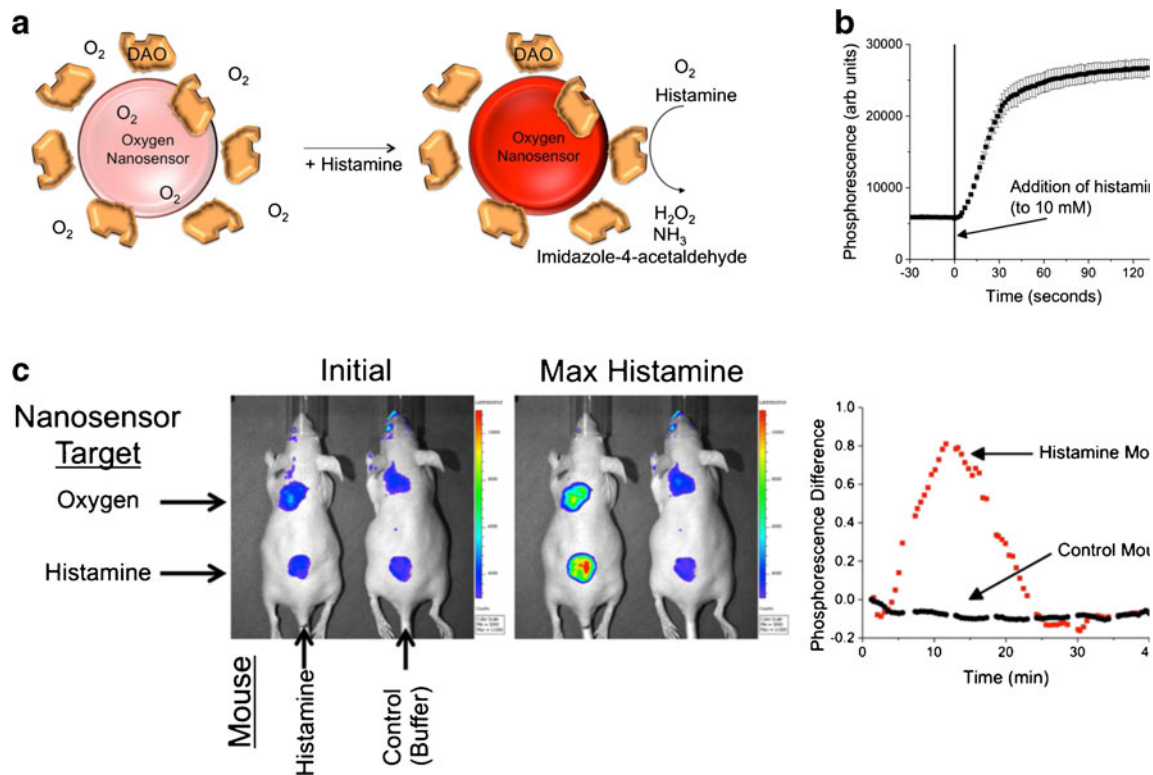 a
O2
DAO
O2
O2
Oxygen
Nanosensor
O2
O2
O2
+ Histamine
DAO
Oxygen
Nanosensor
O2
Histamine
H2O2
NH3
Imidazole-4-acetaldehyde
b
Phosphorescence (arb units)
30000
20000
10000
0
Addition of histamin
(to 10 mM)
-30
0
30
60
90
120
Time (seconds)
c
Initial
Max Histamine
Nanosensor
Target
Oxygen
Histamine
Mouse
Histamine
Control
(Buffer)
Phosphorescence Difference
1.0
0.8
0.6
0.4
0.2
0.0
-0.2
Histamine Mo
Control Mou
0
10
20
30
4
Time (min)